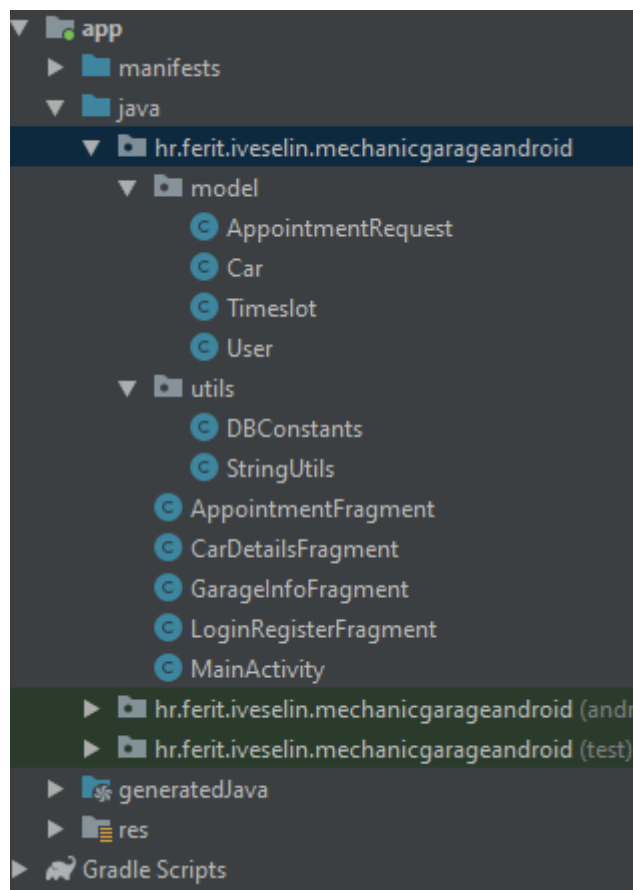 app
manifests
java
hr.ferit.iveselin.mechanicgarageandroid
model
AppointmentRequest
Car
Timeslot
User
utils
DBConstants
StringUtils
AppointmentFragment
CarDetailsFragment
GarageInfoFragment
LoginRegisterFragment
MainActivity
hr.ferit.iveselin.mechanicgarageandroid (andr
hr.ferit.iveselin.mechanicgarageandroid (test)
generatedJava
res
Gradle Scripts